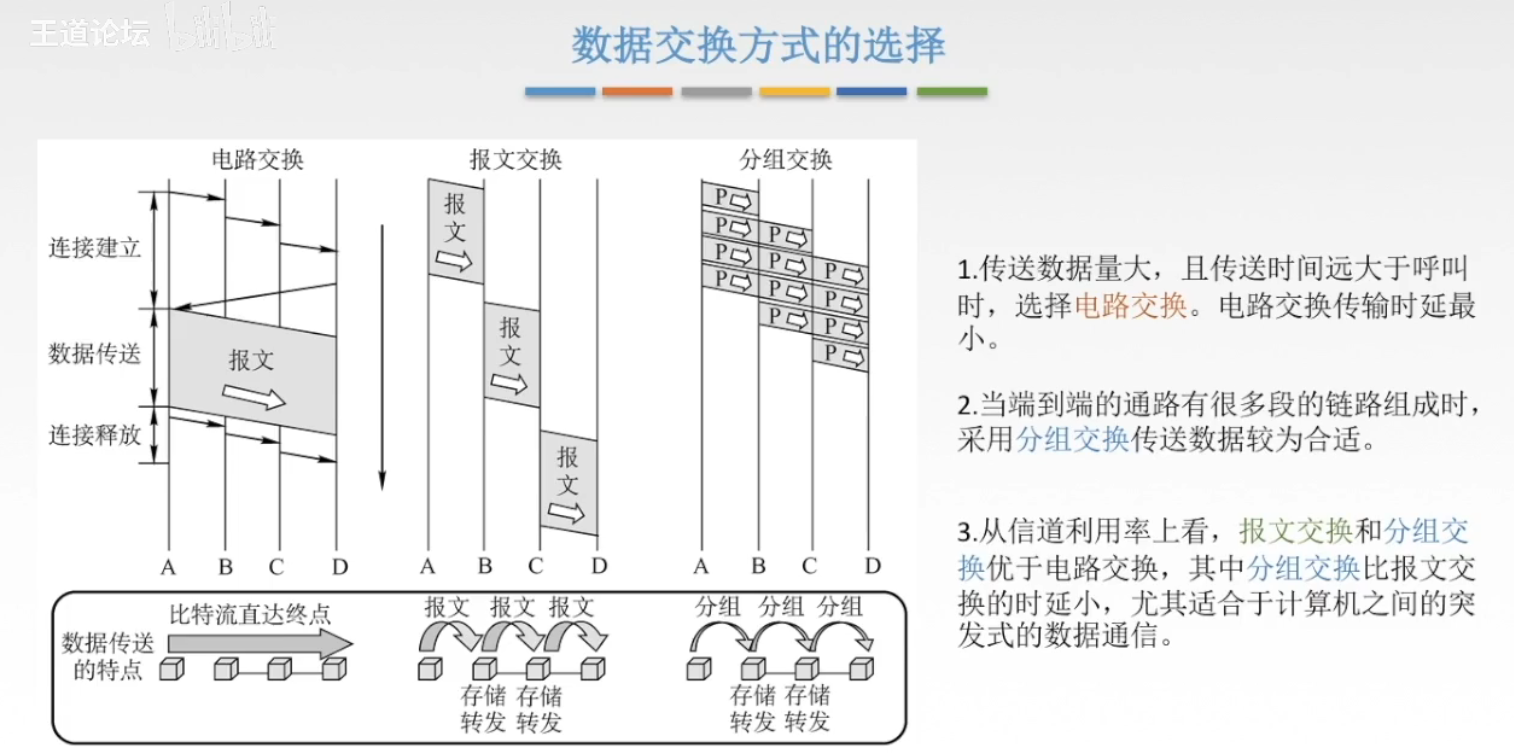 王道论坛 bilibili
数据交换方式的选择
电路交换
报文交换
分组交换
连接建立
数据传送
连接释放
报文
报
文
报
文
报
文
P
P
P
P
P
P
P
P
P
P
P
P
A B C D
A B C D
A B C D
数据传送
的特点
比特流直达终点
报文 报文 报文
存储 存储
转发 转发
分组 分组 分组
存储 存储
转发 转发
1.传送数据量大，且传送时间远大于呼叫
时，选择电路交换。电路交换传输时延最
小。
2.当端到端的通路有很多段的链路组成时，
采用分组交换传送数据较为合适。
3.从信道利用率上看，报文交换和分组交
换优于电路交换，其中分组交换比报文交
换的时延小，尤其适合于计算机之间的突
发式的数据通信。